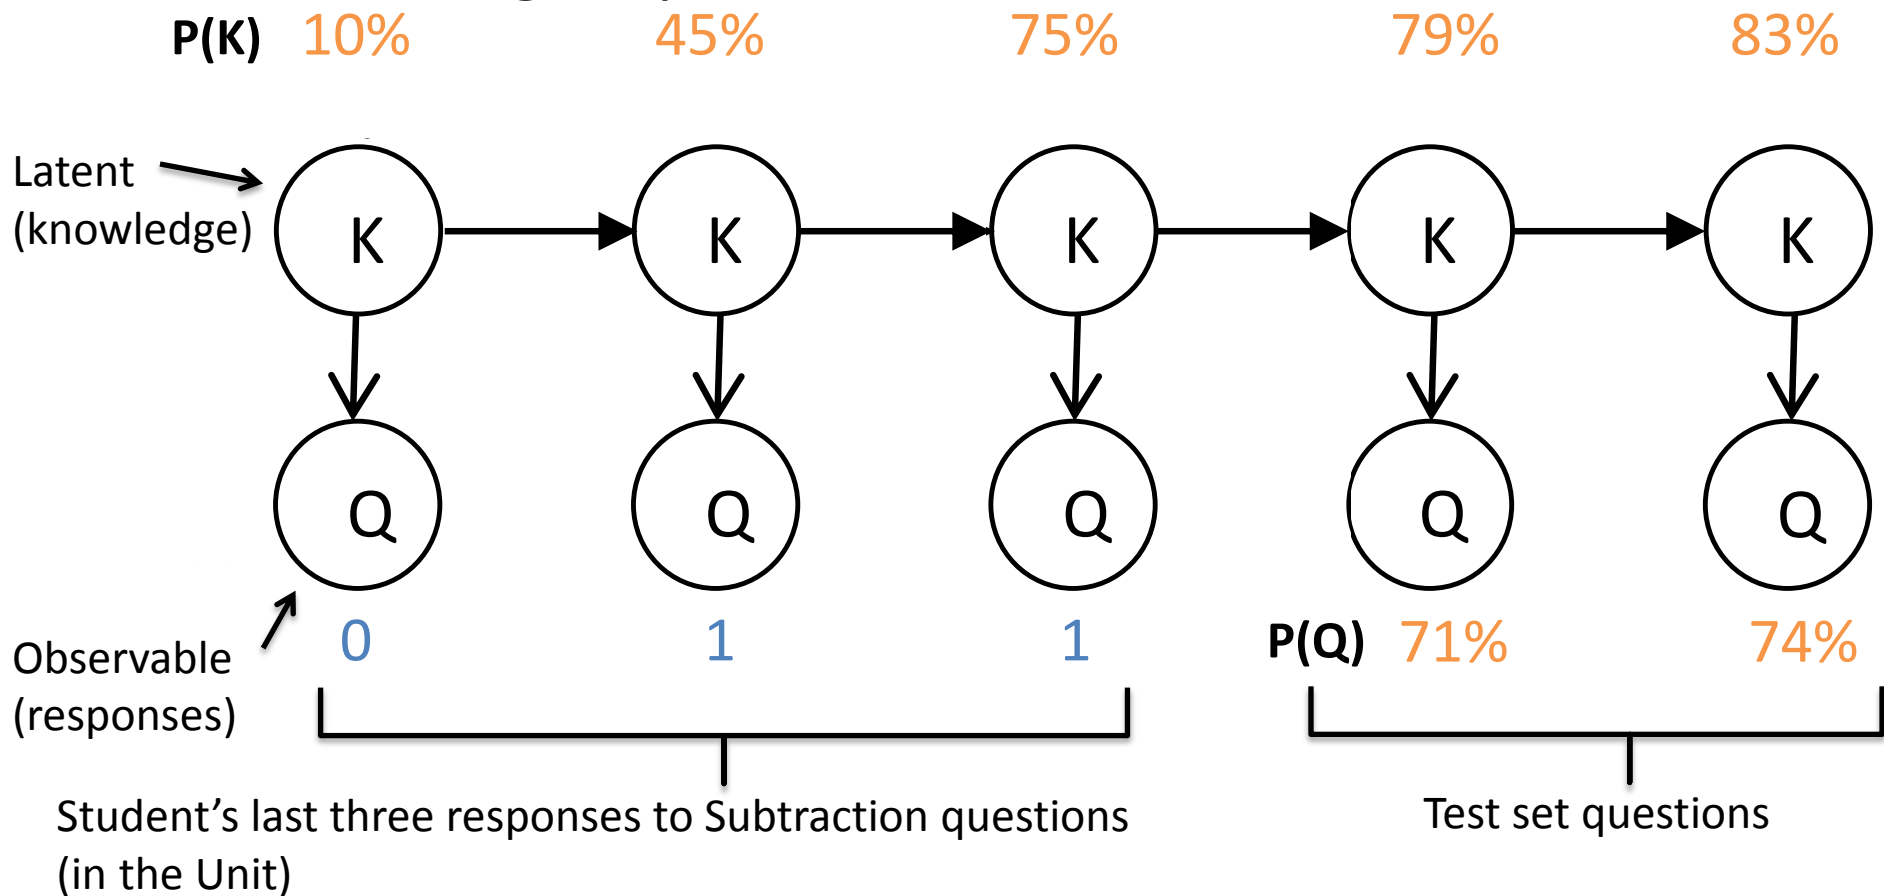 P(K) 10% 45% 75% 79% 83%
Latent
(knowledge)
K K K K K
Q Q Q Q Q
0 1 1 P(Q) 71% 74%
Observable
(responses)
Student’s last three responses to Subtraction questions
(in the Unit)
Test set questions